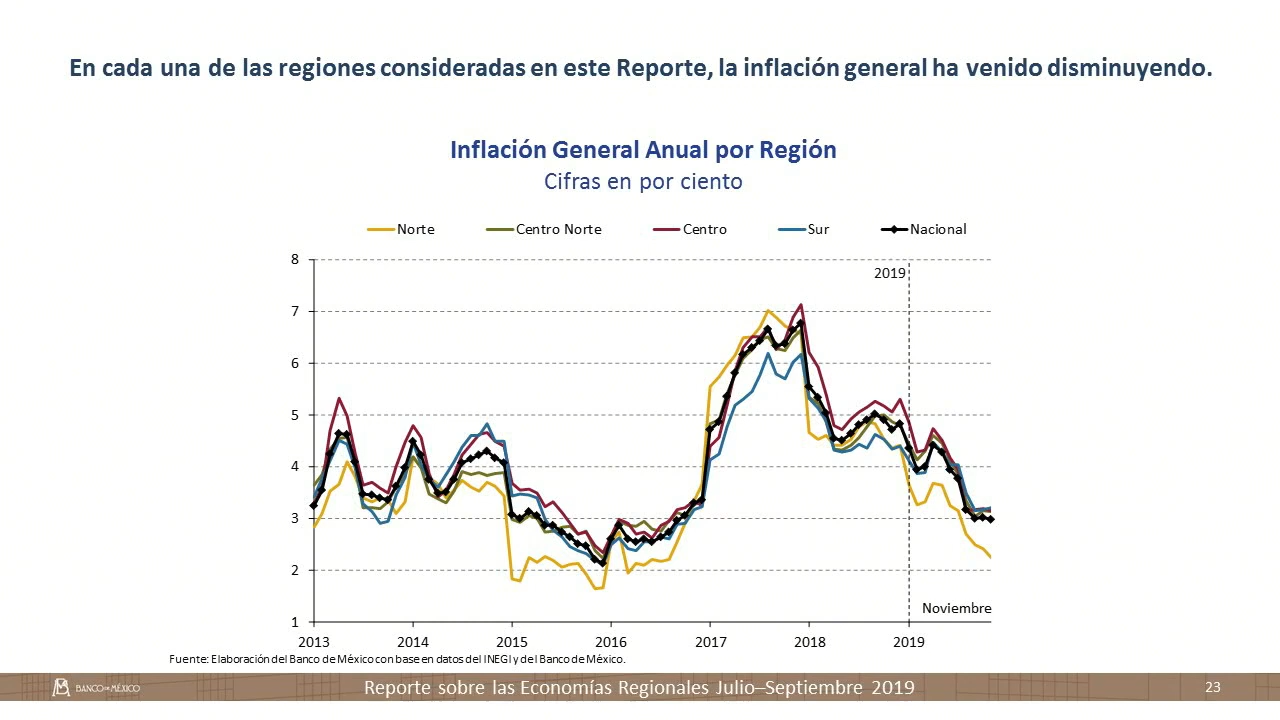 En cada una de las regiones consideradas en este Reporte, la inflación general ha venido disminuyendo.
Inflación General Anual por Región
Cifras en por ciento
Norte Centro Norte Centro Sur Nacional
8
2019
7
6
5
4
3
2
Noviembre
1
2013 2014 2015 2016 2017 2018 2019
Fuente: Elaboración del Banco de México con base en datos del INEGI y del Banco de México.
BANCO DE MÉXICO
Reporte sobre las Economías Regionales Julio–Septiembre 2019
23